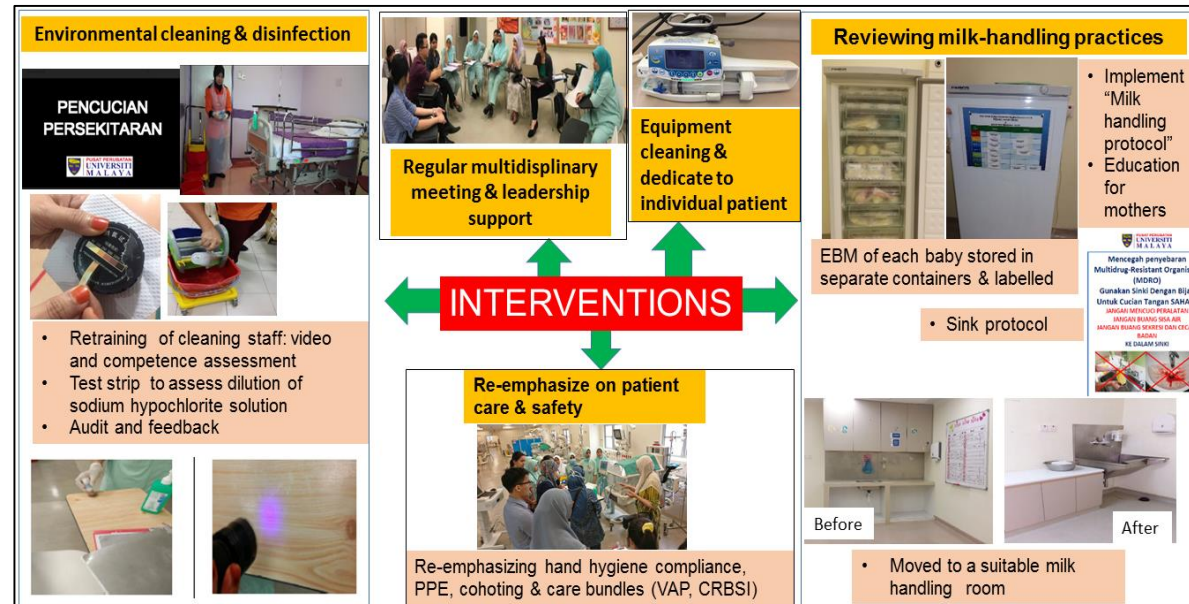 Environmental cleaning & disinfection
PENCUCIAN
PERSEKITARAN
PUSAT PERUBATAN
UNIVERSITI
MALAYA
• Retraining of cleaning staff: video
and competence assessment
• Test strip to assess dilution of
sodium hypochlorite solution
• Audit and feedback
Regular multidisplinary
meeting & leadership
support
Equipment
cleaning &
dedicate to
individual patient
INTERVENTIONS
Re-emphasize on patient
care & safety
Re-emphasizing hand hygiene compliance,
PPE, cohoting & care bundles (VAP, CRBSI)
Reviewing milk-handling practices
• Implement
“Milk
handling
protocol”
• Education
for
mothers
EBM of each baby stored in
separate containers & labelled
• Sink protocol
PUSAT PERUBATAN
UNIVERSITI
MALAYA
Mencegah penyebaran
Multidrug-Resistant Organis
(MDRO)
Gunakan Sinki Dengan Bija
Untuk Cucian Tangan SAHA
JANGAN MENCUCI PERALATAN
JANGAN BUANG SISA AIR
JANGAN BUANG SEKRESI DAN CECA
BADAN
KE DALAM SINKI
Before
After
• Moved to a suitable milk
handling room